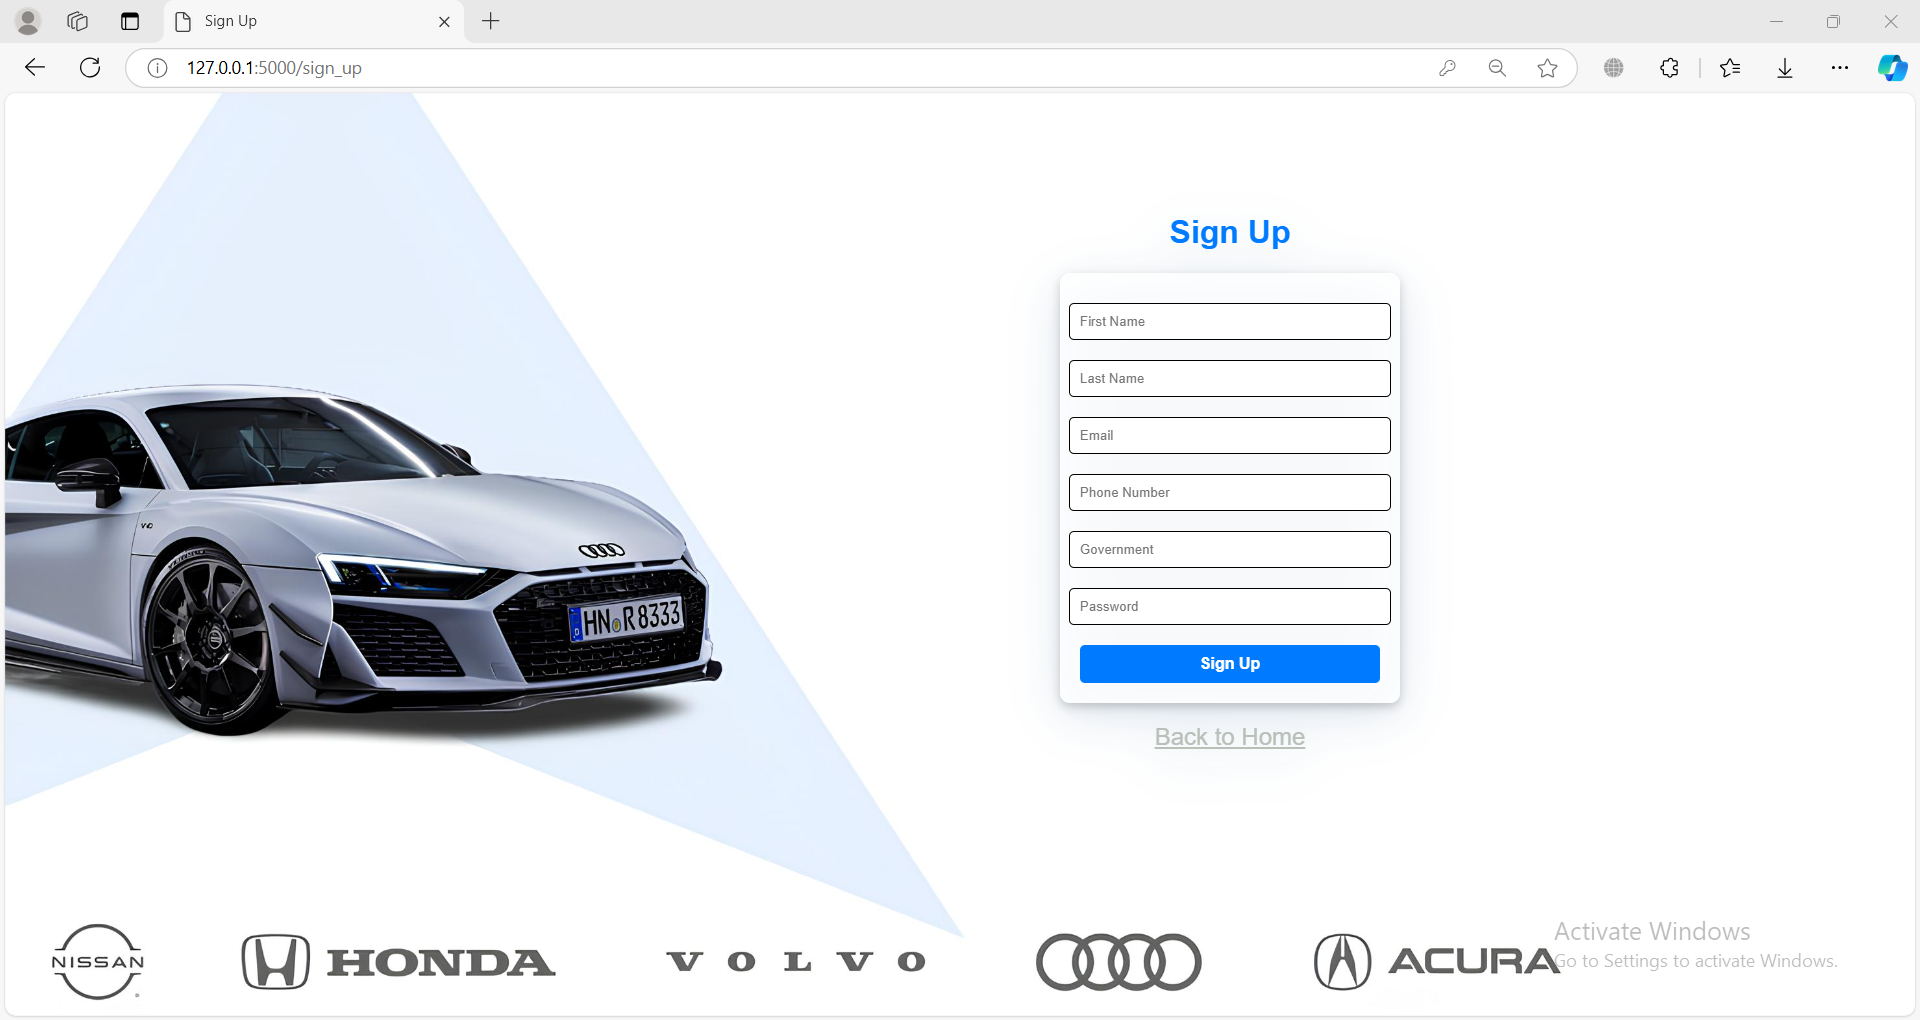 Sign Up
127.0.0.1:5000/sign_up
Sign Up
First Name
Last Name
Email
Phone Number
Government
Password
Sign Up
Back to Home
HN R 8333
NISSAN
HONDA
VOLVO
ACURA
Activate Windows
Go to Settings to activate Windows.